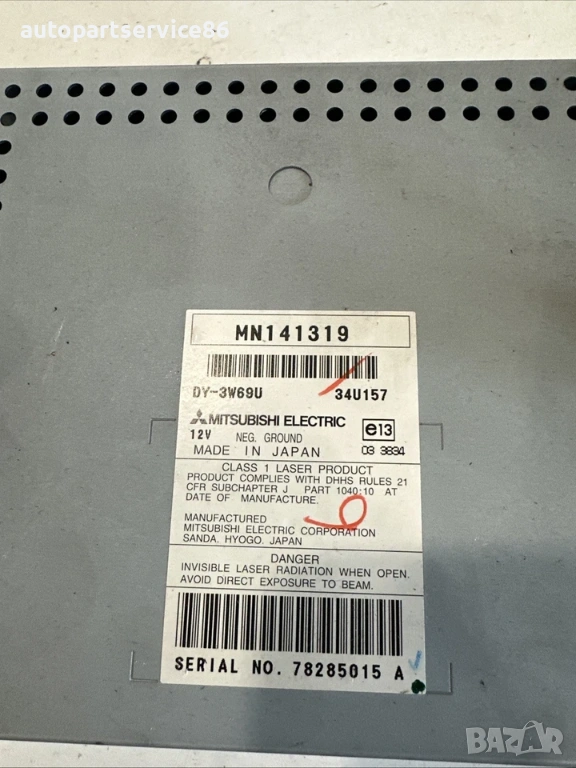 autopartservice86
MN141319
DY-3W69U 34U157
MITSUBISHI ELECTRIC e13
12V NEG. GROUND
MADE IN JAPAN 03 3834
CLASS 1 LASER PRODUCT
PRODUCT COMPLIES WITH DHHS RULES 21
CFR SUBCHAPTER J PART 1040:10 AT
DATE OF MANUFACTURE.
MANUFACTURED
MITSUBISHI ELECTRIC CORPORATION
SANDA, HYOGO, JAPAN
DANGER
INVISIBLE LASER RADIATION WHEN OPEN.
AVOID DIRECT EXPOSURE TO BEAM.
SERIAL NO. 78285015 A
BAZAR